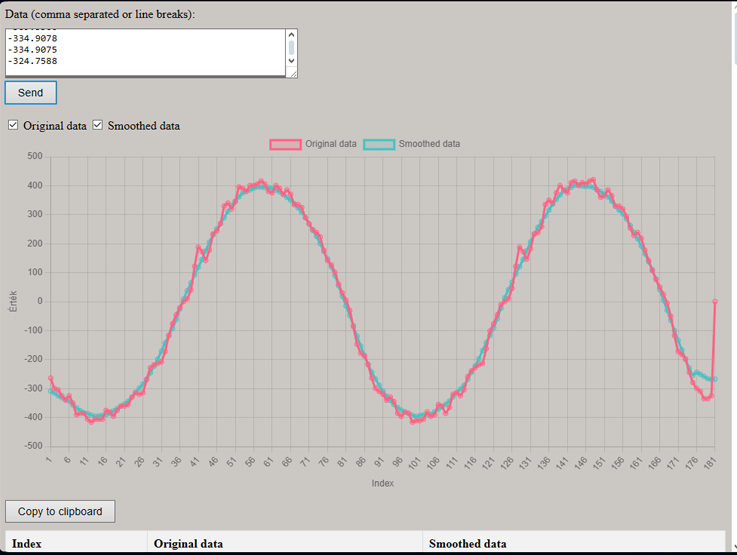 Data (comma separated or line breaks):
-334.9078
-334.9075
-324.7588
Send
Original data Smoothed data
Original data Smoothed data
500
400
300
200
100
0
-100
-200
-300
-400
-500
Érték
1 6 11 16 21 26 31 36 41 46 51 56 61 66 71 76 81 86 91 96 101 106 111 116 121 126 131 136 141 146 151 156 161 166 171 176 181
Index
Copy to clipboard
Index Original data Smoothed data